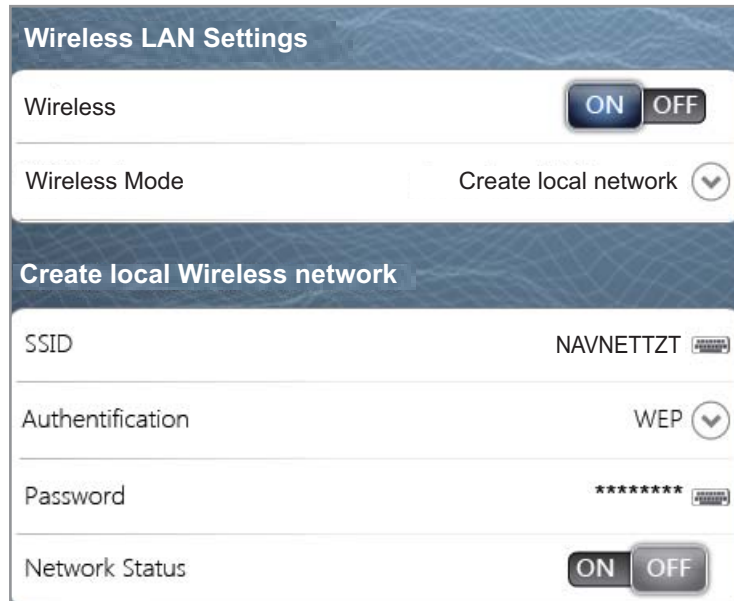 Wireless LAN Settings
Wireless ON OFF
Wireless Mode Create local network
Create local Wireless network
SSID NAVNETTZT
Authentification WEP
Password ********
Network Status ON OFF